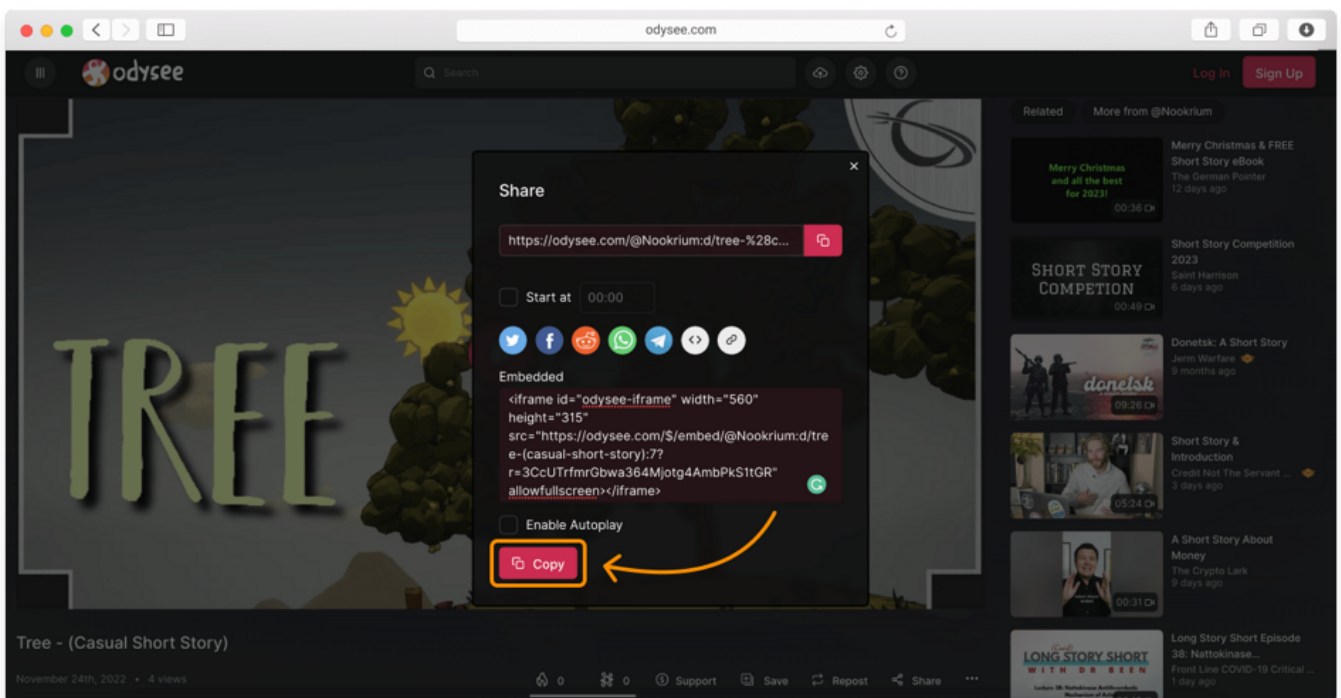 odysee.com
odysee
Search
Log In
Sign Up
TREE
Share
https://odysee.com/@Nookrium:d/tree-%28c...
Start at 00:00
Embedded
<iframe id="odysee-iframe" width="560"
height="315"
src="https://odysee.com/$/embed/@Nookrium:d/tre
e-(casual-short-story):7?
r=3CcUTrfmrGbwa364Mjotg4AmbPkS1tGR"
allowfullscreen></iframe>
Enable Autoplay
Copy
Tree - (Casual Short Story)
November 24th, 2022 • 4 views
0
0
Support
Save
Repost
Share
Related
More from @Nookrium
Merry Christmas
and all the best
for 2023!
00:36
Merry Christmas & FREE
Short Story eBook
The German Pointer
12 days ago
SHORT STORY
COMPETION
00:49
Short Story Competition
2023
Saint Harrison
6 days ago
donetsk
09:26
Donetsk: A Short Story
Jerm Warfare
9 months ago
05:24
Short Story &
Introduction
Credit Not The Servant ...
3 days ago
00:31
A Short Story About
Money
The Crypto Lark
9 days ago
LONG STORY SHORT
WITH DR BEEN
Long Story Short Episode
38: Nattokinase...
Front Line COVID-19 Critical ...
1 day ago